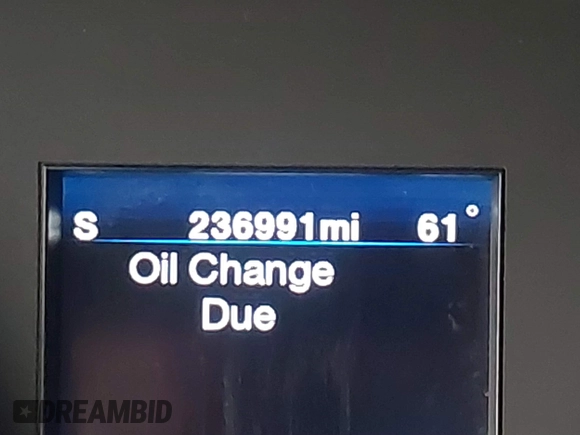 S 236991mi 61°
Oil Change
Due
DREAMBID